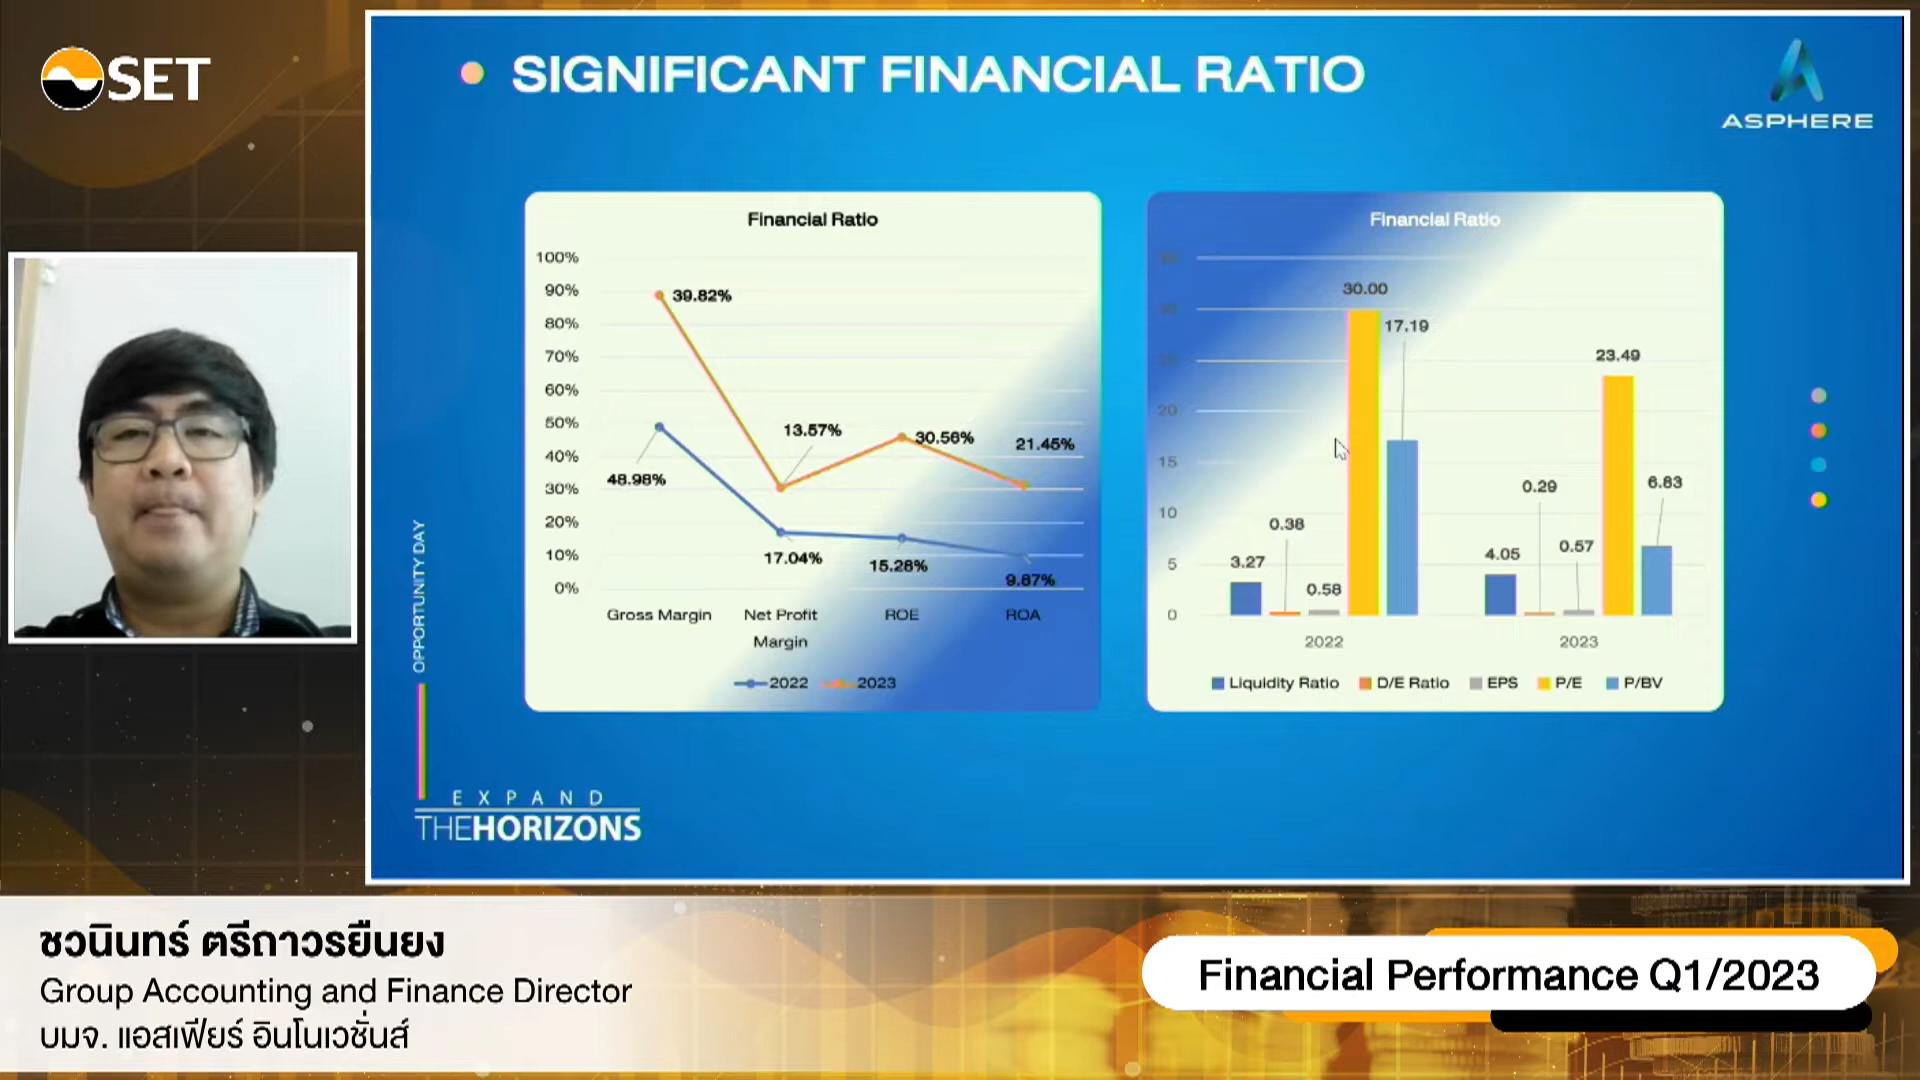 SET
SIGNIFICANT FINANCIAL RATIO
ASPHERE
Financial Ratio
100%
90%
80%
70%
60%
50%
40%
30%
20%
10%
0%
39.82%
13.57%
30.56%
21.45%
48.98%
17.04%
15.28%
9.87%
Gross Margin
Net Profit
Margin
ROE
ROA
2022
2023
Financial Ratio
20
15
10
5
0
30.00
17.19
3.27
0.38
0.58
23.49
6.83
4.05
0.29
0.57
2022
2023
Liquidity Ratio
D/E Ratio
EPS
P/E
P/BV
OPPORTUNITY DAY
EXPAND
THEHORIZONS
ชวนินทร์ ตรีถาวรยืนยง
Group Accounting and Finance Director
บมจ. แอสเฟียร์ อินโนเวชั่นส์
Financial Performance Q1/2023